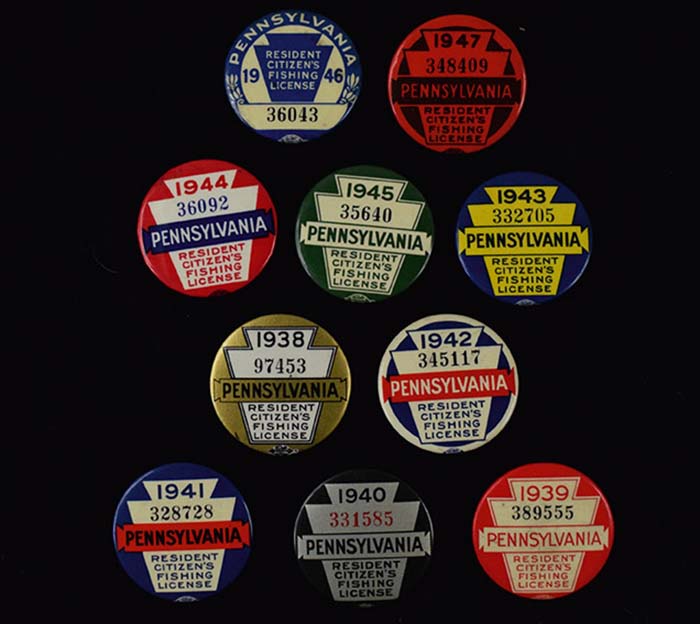 PENNSYLVANIA
RESIDENT
CITIZEN'S
FISHING
LICENSE
19 46
36043
1947
348409
PENNSYLVANIA
RESIDENT
CITIZEN'S
FISHING
LICENSE
1944
36092
PENNSYLVANIA
RESIDENT
CITIZEN'S
FISHING
LICENSE
1945
35640
PENNSYLVANIA
RESIDENT
CITIZEN'S
FISHING
LICENSE
1943
332705
PENNSYLVANIA
RESIDENT
CITIZEN'S
FISHING
LICENSE
1938
97453
PENNSYLVANIA
RESIDENT
CITIZEN'S
FISHING
LICENSE
1942
345117
PENNSYLVANIA
RESIDENT
CITIZEN'S
FISHING
LICENSE
1941
328728
PENNSYLVANIA
RESIDENT
CITIZEN'S
FISHING
LICENSE
1940
331585
PENNSYLVANIA
RESIDENT
CITIZEN'S
FISHING
LICENSE
1939
389555
PENNSYLVANIA
RESIDENT
CITIZEN'S
FISHING
LICENSE